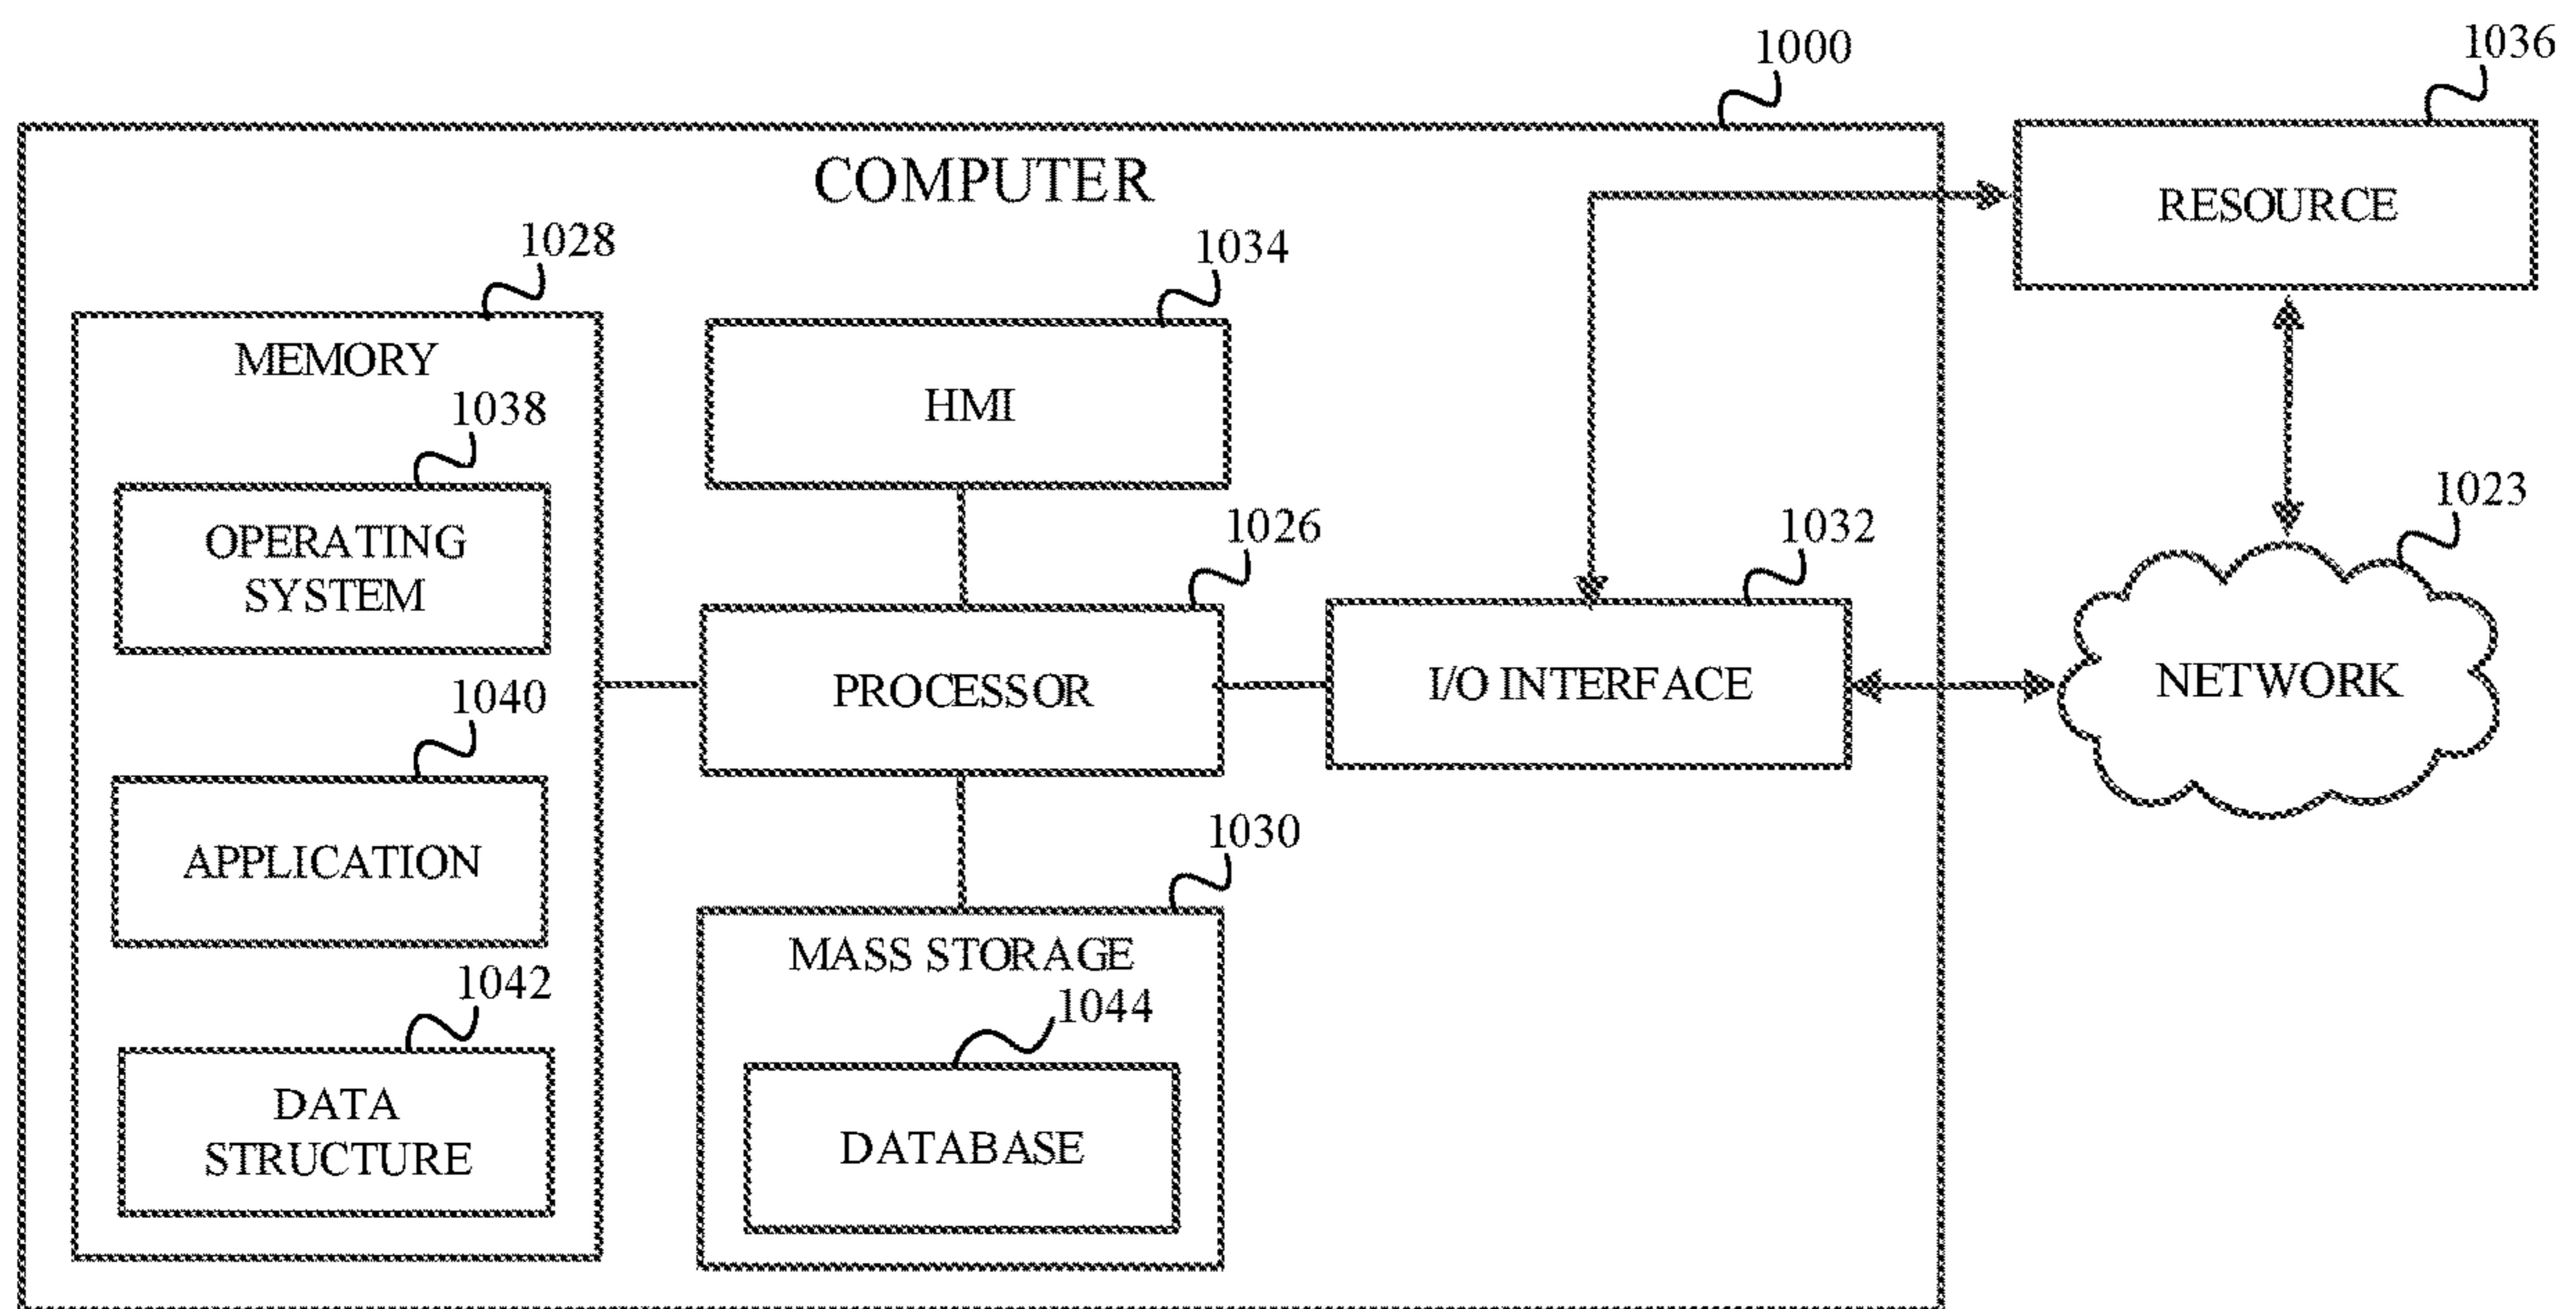 1000
1036
COMPUTER
RESOURCE
1028
1034
MEMORY
HMI
1038
OPERATING
SYSTEM
1026
1032
1023
PROCESSOR
I/O INTERFACE
NETWORK
1040
APPLICATION
1030
MASS STORAGE
1042
1044
DATA
STRUCTURE
DATABASE